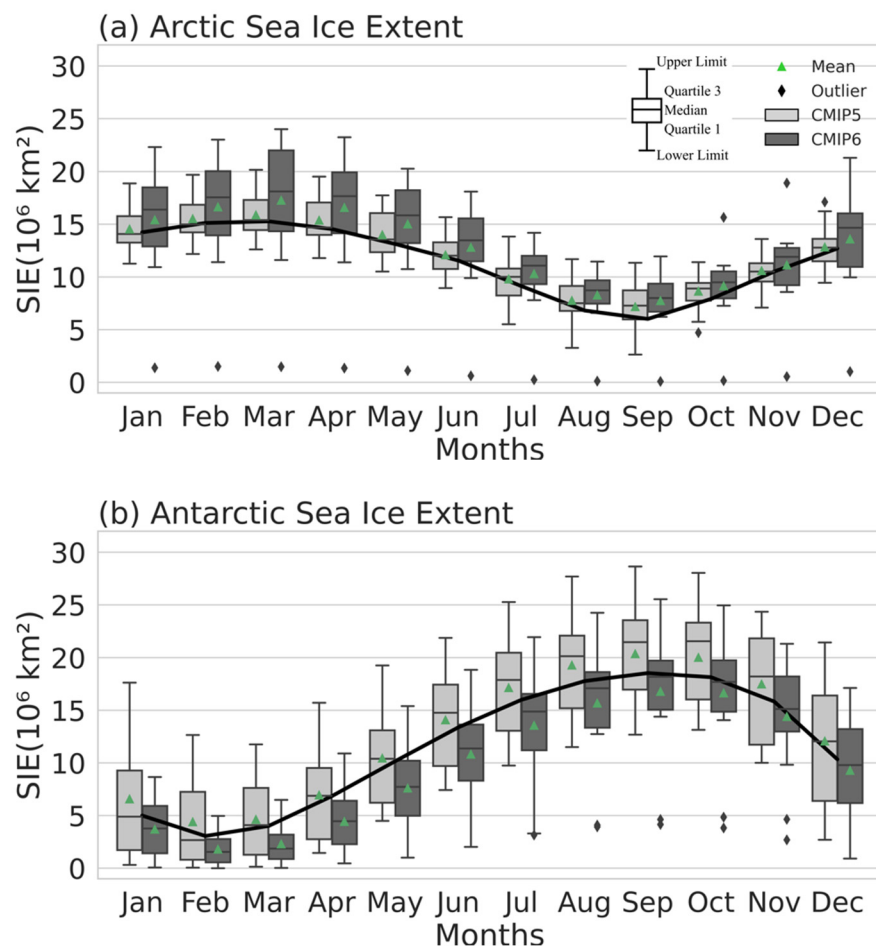 (a) Arctic Sea Ice Extent
30
25
20
15
10
5
0
SIE(10⁶ km²)
Upper Limit
Quartile 3
Median
Quartile 1
Lower Limit
Mean
Outlier
CMIP5
CMIP6
Jan Feb Mar Apr May Jun Jul Aug Sep Oct Nov Dec
Months
(b) Antarctic Sea Ice Extent
30
25
20
15
10
5
0
SIE(10⁶ km²)
Jan Feb Mar Apr May Jun Jul Aug Sep Oct Nov Dec
Months